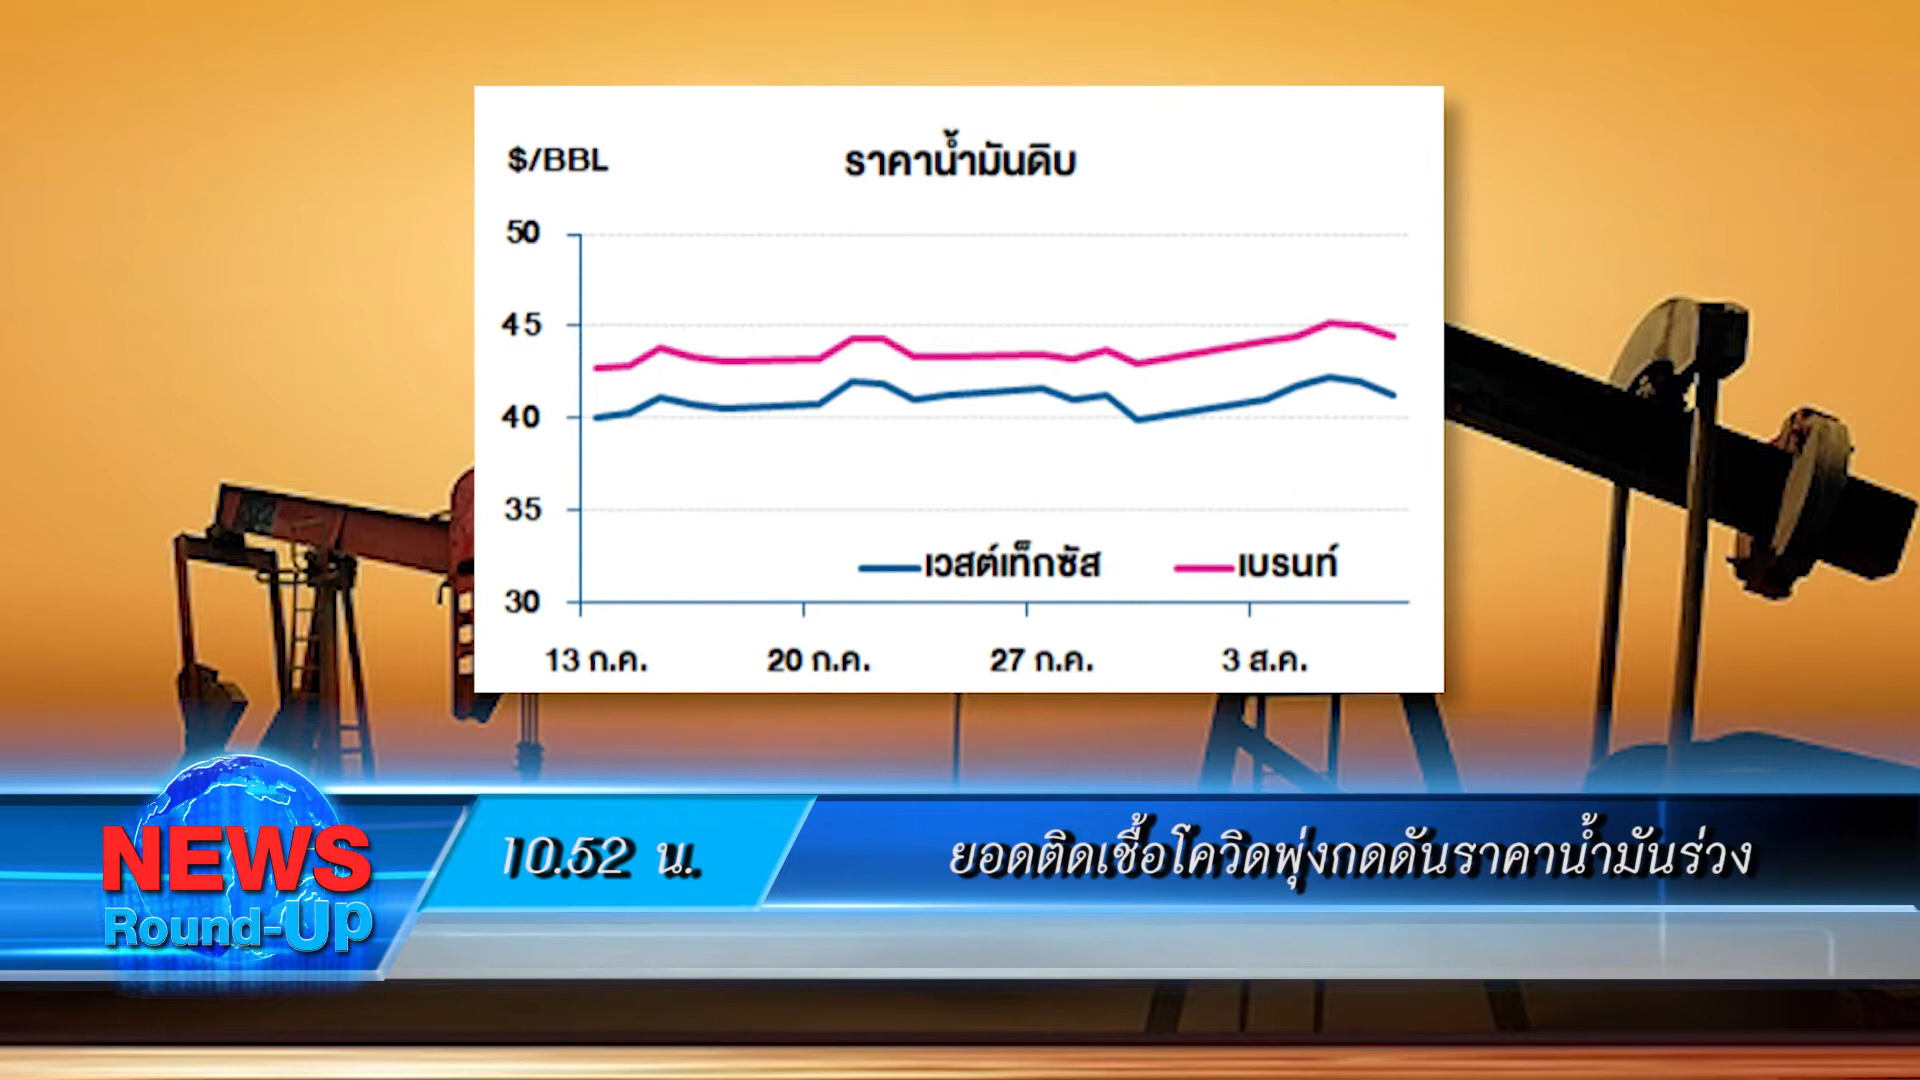 $/BBL
ราคาน้ำมันดิบ
50
45
40
35
30
เวสต์เท็กซัส
เบรนท์
13 ก.ค.
20 ก.ค.
27 ก.ค.
3 ส.ค.
NEWS
Round-Up
10.52 น.
ยอดติดเชื้อโควิดพุ่งกดดันราคาน้ำมันร่วง